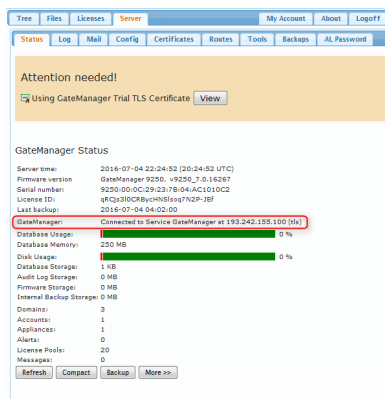 Tree Files Licenses Server My Account About Logoff
Status Log Mail Config Certificates Routes Tools Backups AL Password
Attention needed!
Using GateManager Trial TLS Certificate View
GateManager Status
Server time: 2016-07-04 22:24:52 (20:24:52 UTC)
Firmware version GateManager 9250. v9250_7.0.16267
Serial number: 9250:00:0C:29:23:7B:04:AC1010C2
License ID: qRCjs3l0CRBycHNSlsoq7N2P-JEf
Last backup: 2016-07-04 04:02:00
GateManager: Connected to Service GateManager at 193.242.155.100 (tls)
Database Usage: 0 %
Database Memory: 250 MB
Disk Usage: 0 %
Database Storage: 1 KB
Audit Log Storage: 0 MB
Firmware Storage: 0 MB
Internal Backup Storage: 0 MB
Domains: 3
Accounts: 1
Appliances: 1
Alerts: 0
License Pools: 20
Messages: 0
Refresh Compact Backup More >>